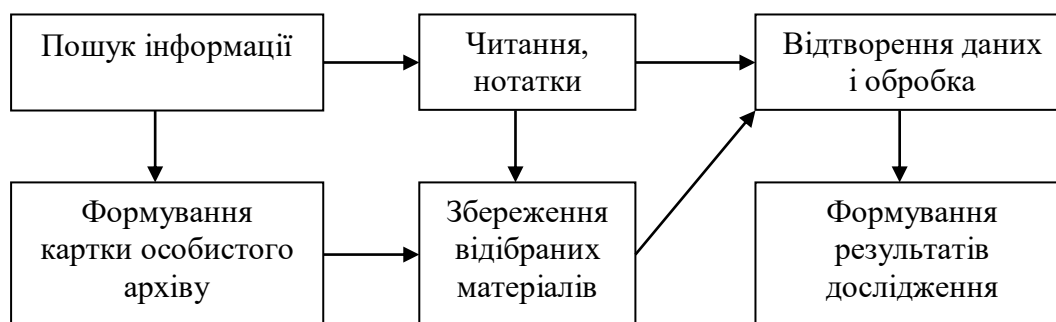 Пошук інформації
Читання,
нотатки
Відтворення даних
і обробка
Формування
картки особистого
архіву
Збереження
відібраних
матеріалів
Формування
результатів
дослідження